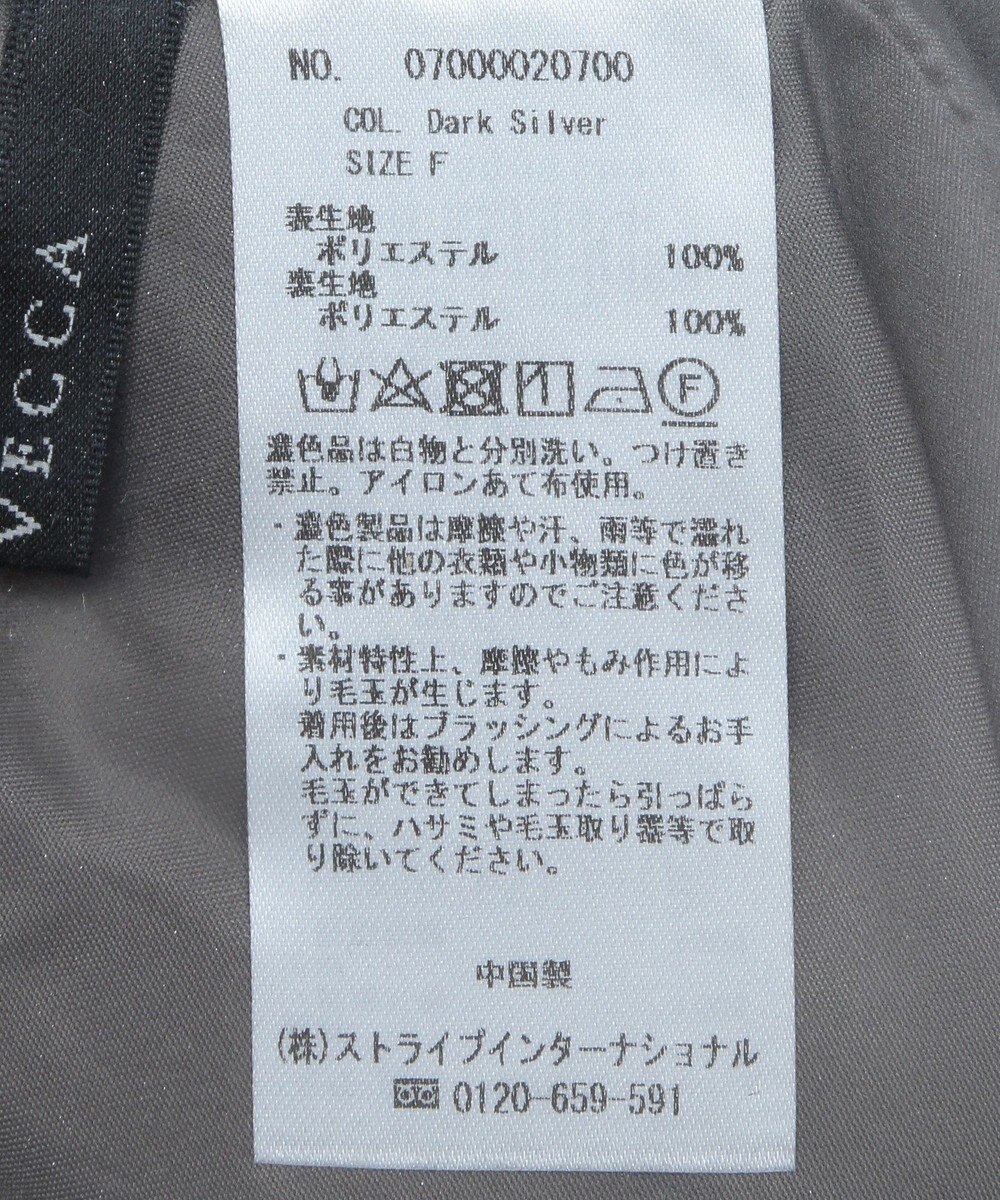 NO. 07000020700
COL. Dark Silver
SIZE F
表生地
ポリエステル 100%
裏生地
ポリエステル 100%
F
濃色品は白物と分別洗い。つけ置き
禁止。アイロンあて布使用。
・濃色製品は摩擦や汗、雨等で濡れ
た際に他の衣類や小物類に色が移
る事がありますのでご注意くださ
い。
・素材特性上、摩擦やもみ作用によ
り毛玉が生じます。
着用後はブラッシングによるお手
入れをお勧めします。
毛玉ができてしまったら引っぱら
ずに、ハサミや毛玉取り器等で取
り除いてください。
中国製
(株)ストライプインターナショナル
0120-659-591
VECCA